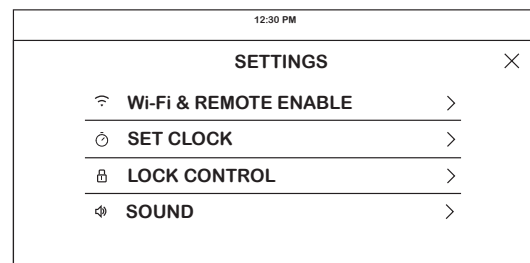 12:30 PM
SETTINGS
Wi-Fi & REMOTE ENABLE
SET CLOCK
LOCK CONTROL
SOUND